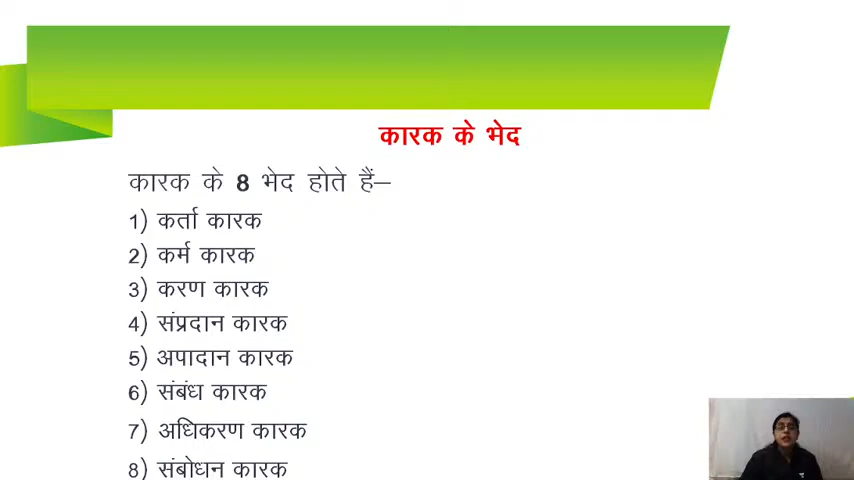 कारक के भेद
कारक के 8 भेद होते हैं–
1) कर्ता कारक
2) कर्म कारक
3) करण कारक
4) संप्रदान कारक
5) अपादान कारक
6) संबंध कारक
7) अधिकरण कारक
8) संबोधन कारक